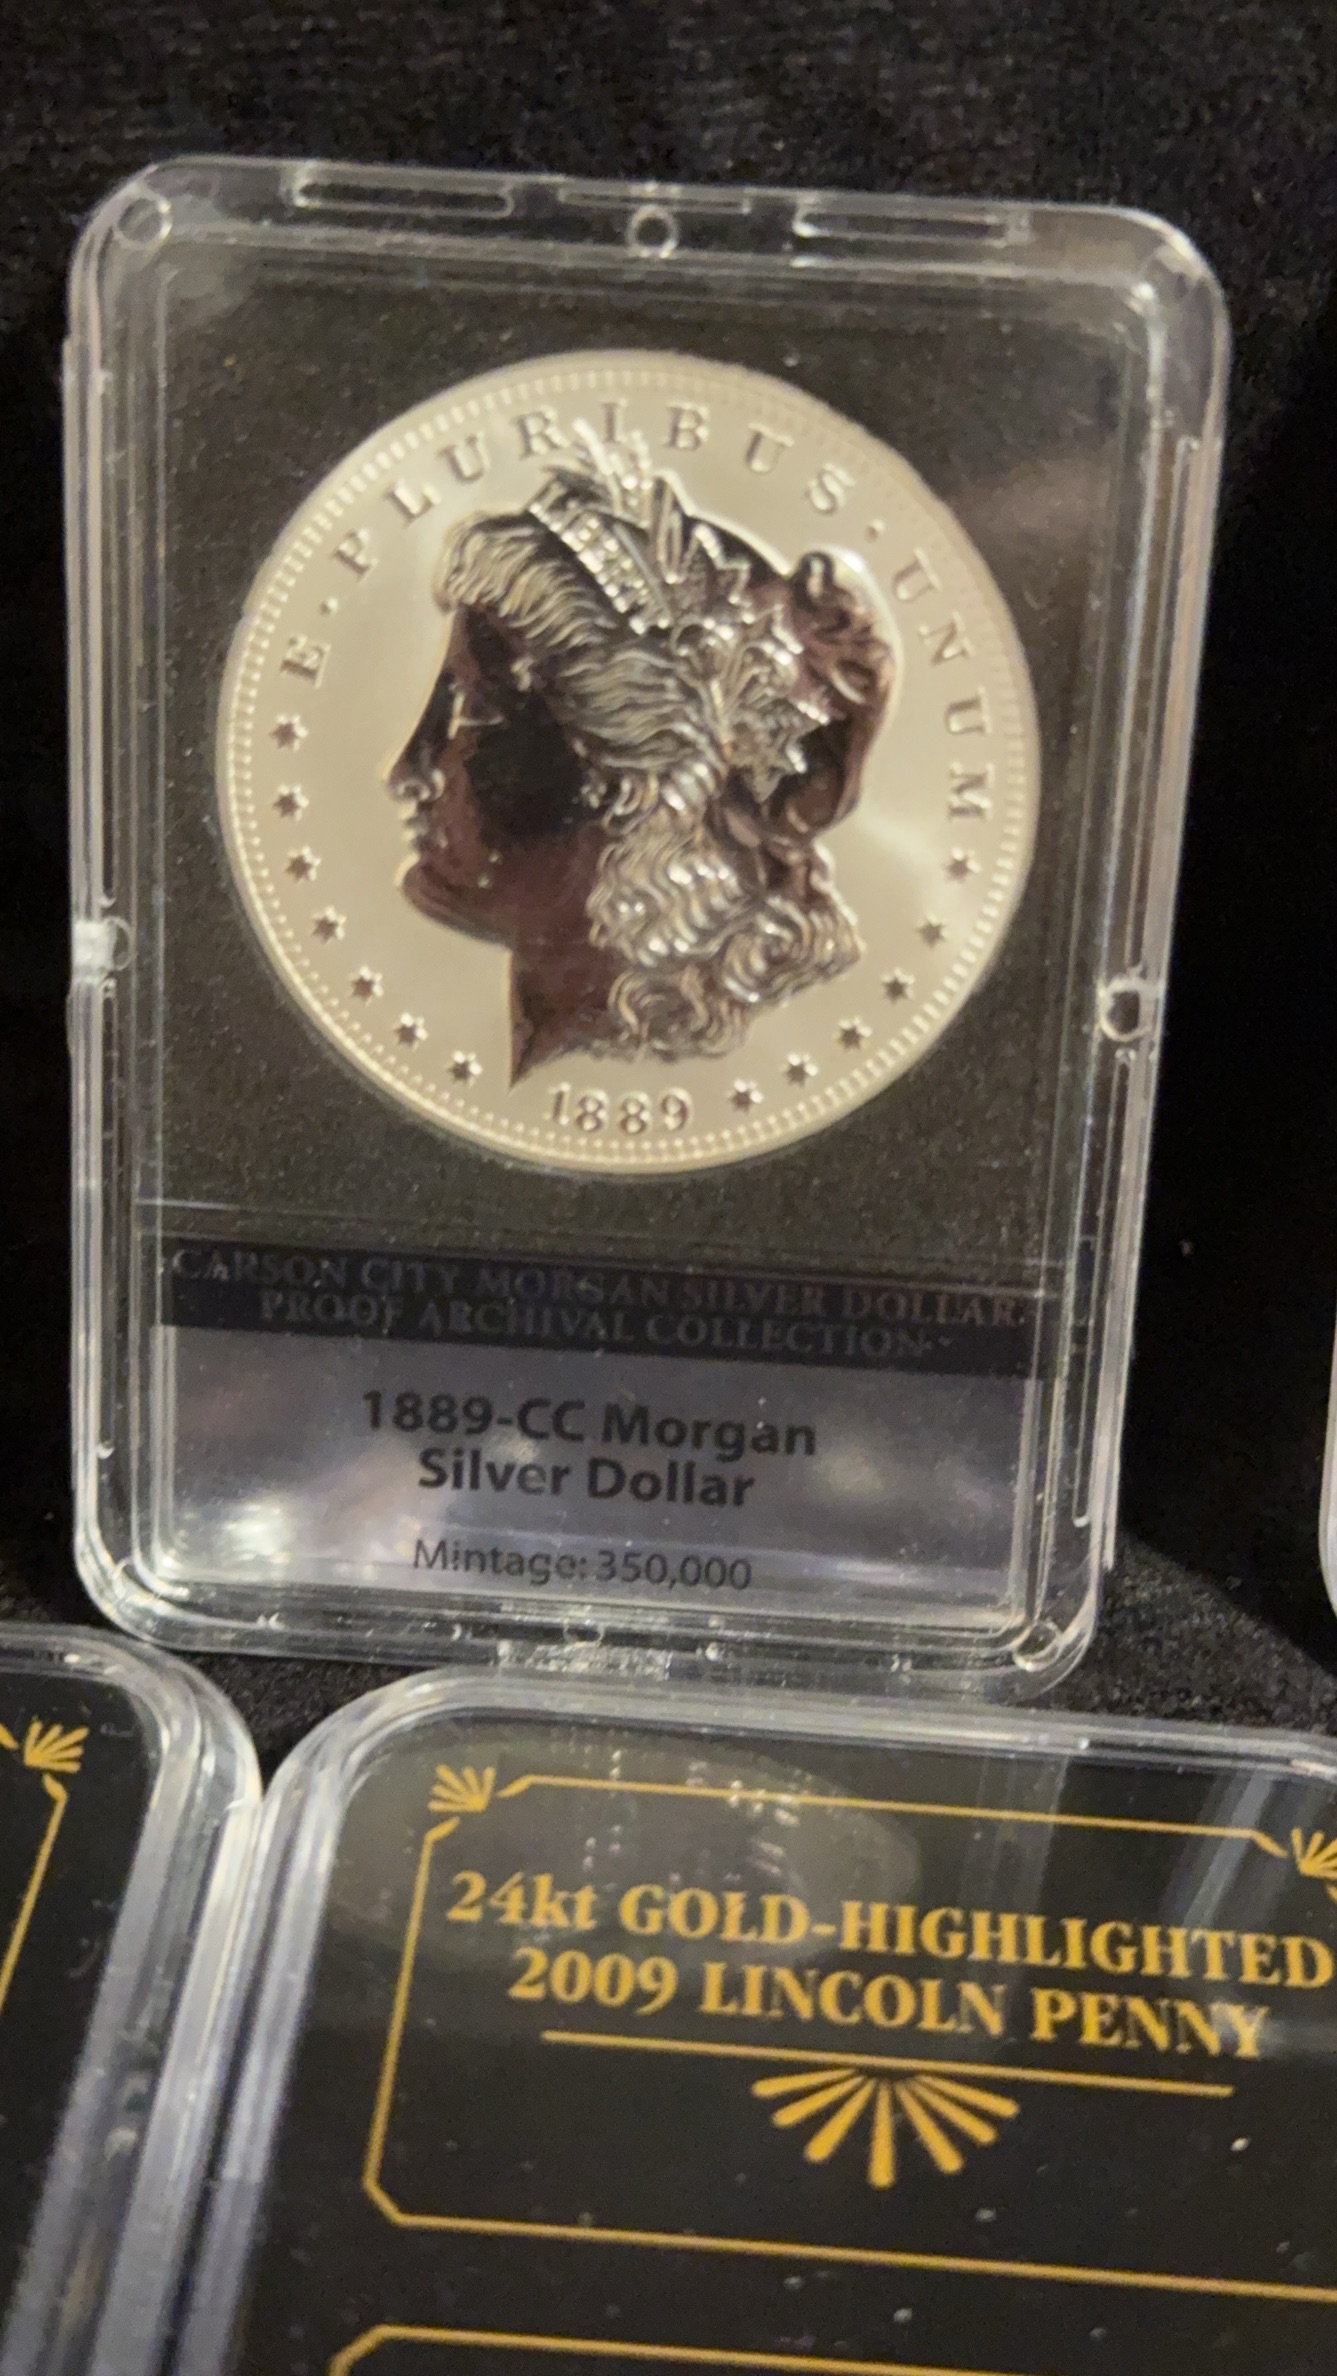 E · PLURIBUS · UNUM
1889
CARSON CITY MORGAN SILVER DOLLAR
PROOF ARCHIVAL COLLECTION
1889-CC Morgan
Silver Dollar
Mintage: 350,000
24kt GOLD-HIGHLIGHTED
2009 LINCOLN PENNY